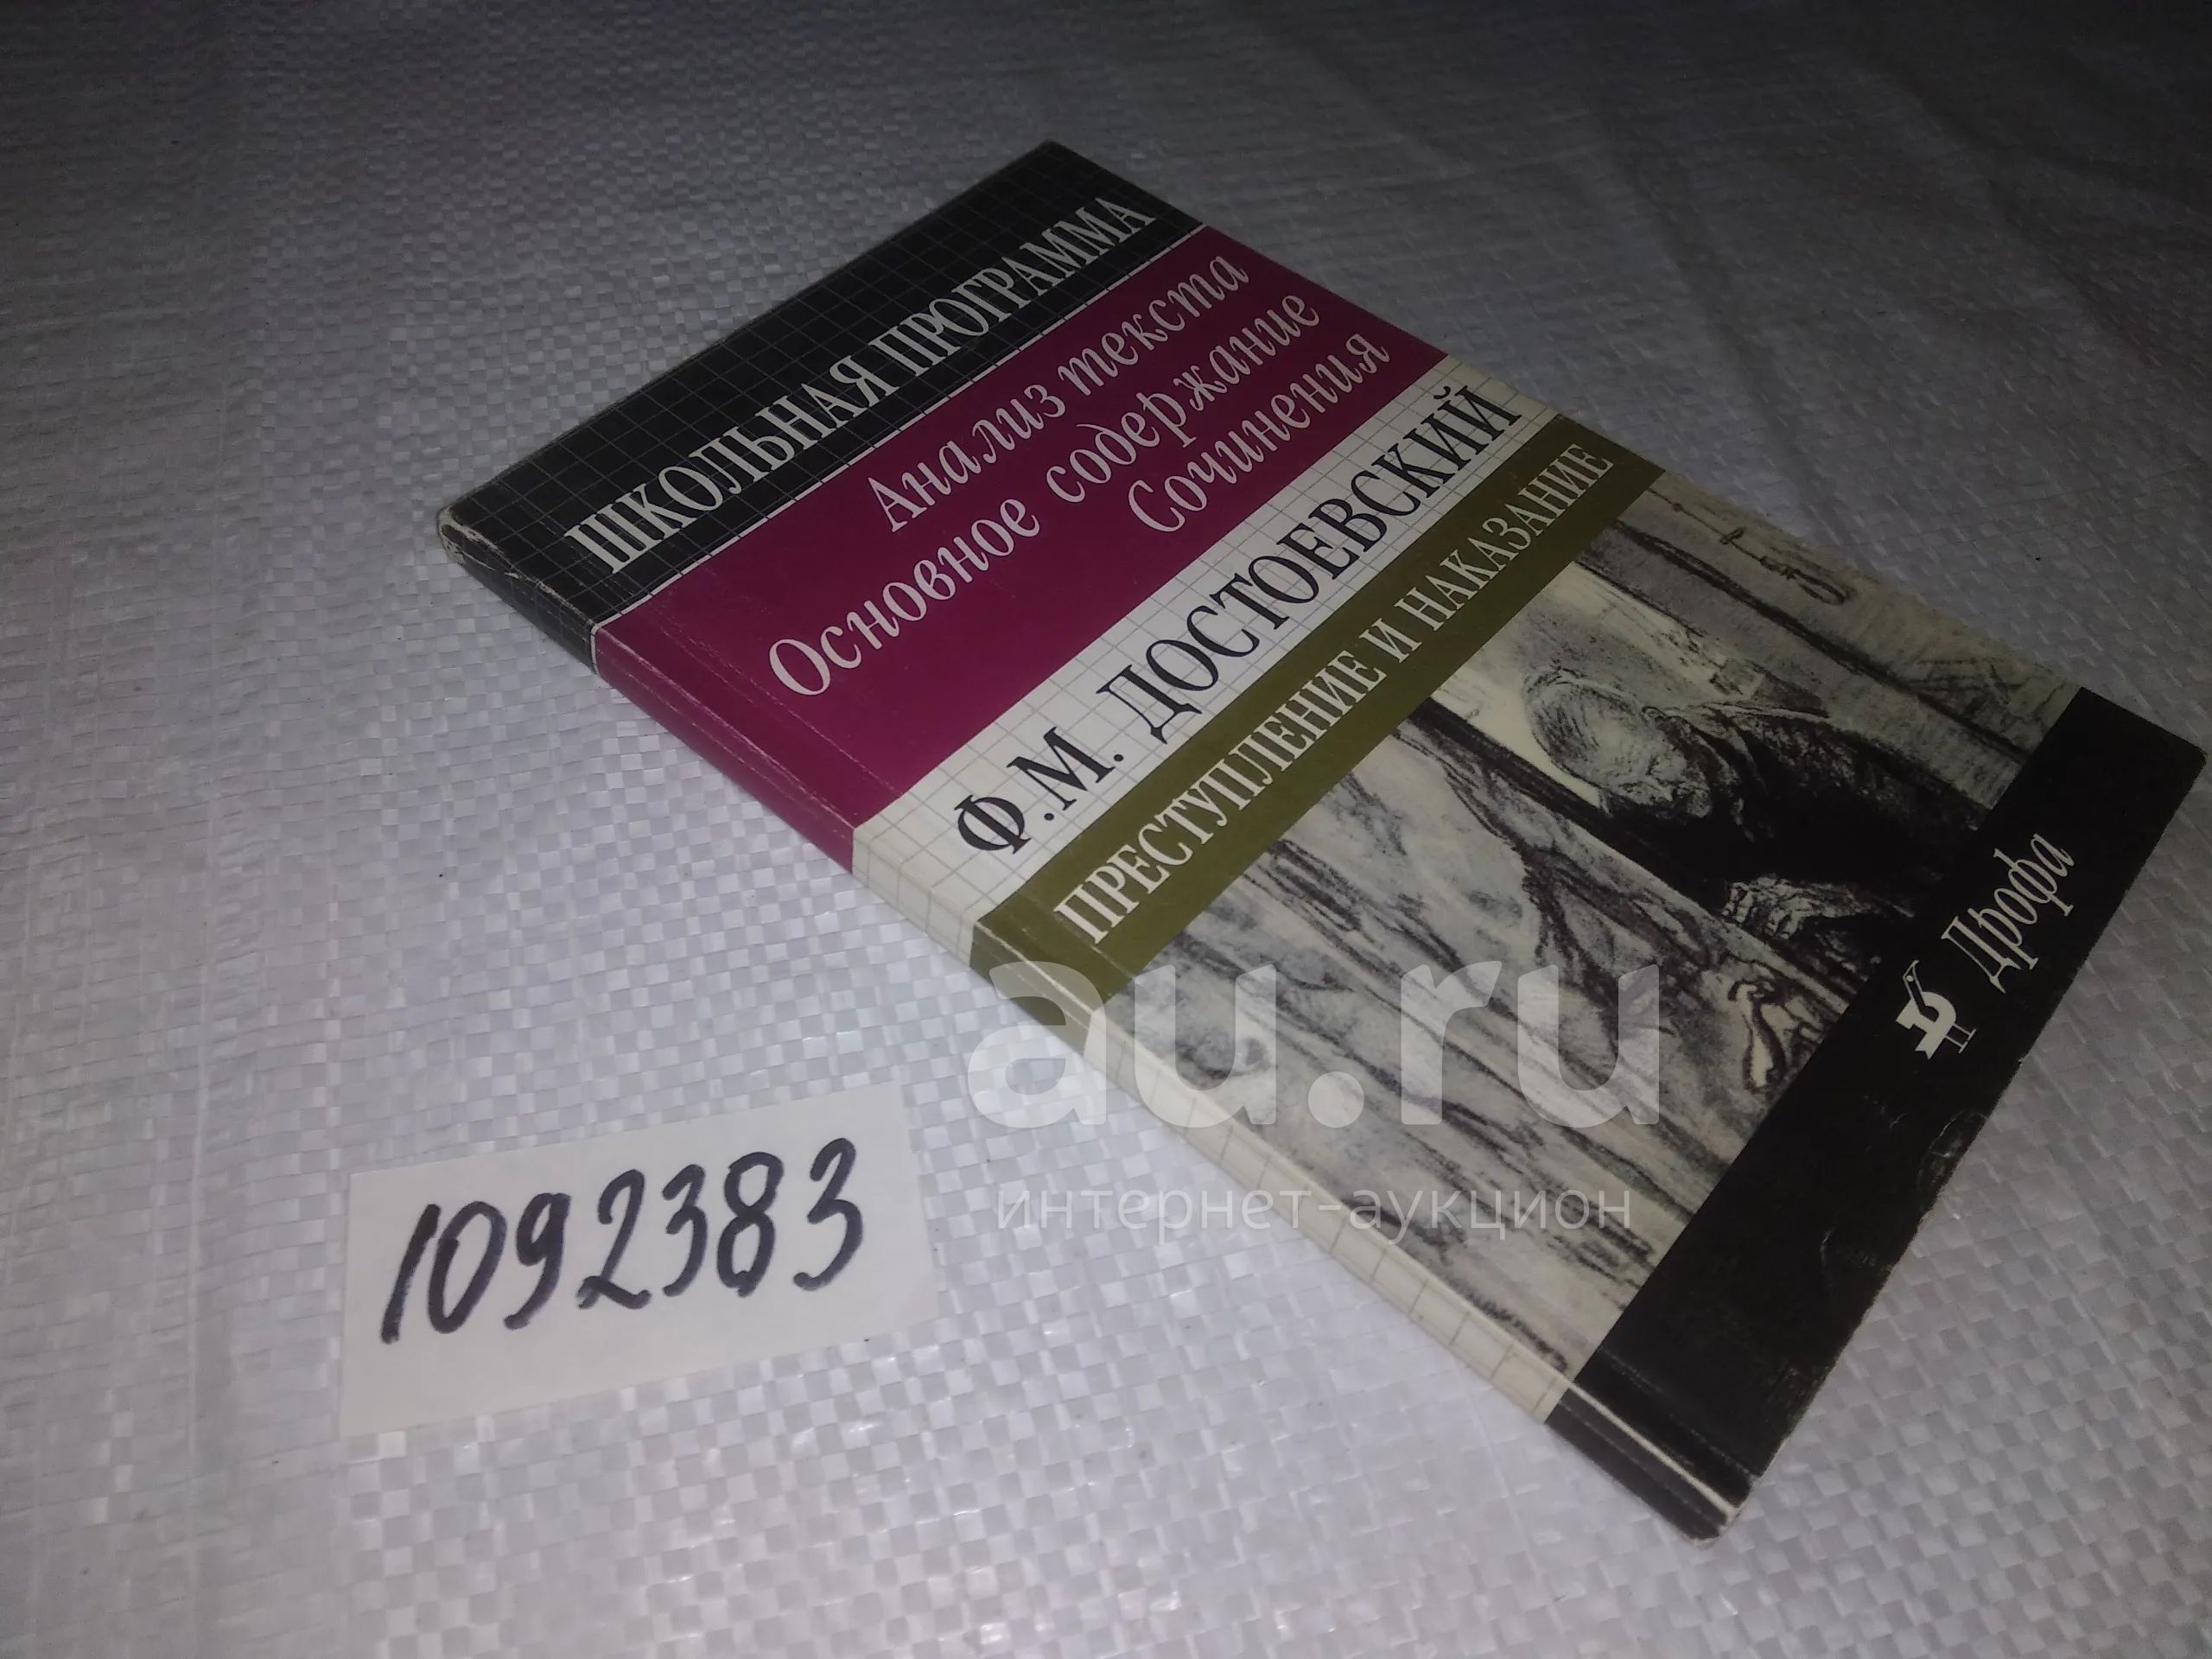 ШКОЛЬНАЯ ПРОГРАММА
Анализ текста
Основное содержание
Сочинения
Ф.М. ДОСТОЕВСКИЙ
ПРЕСТУПЛЕНИЕ И НАКАЗАНИЕ
Дрофа
au.ru
интернет-аукцион
1092383